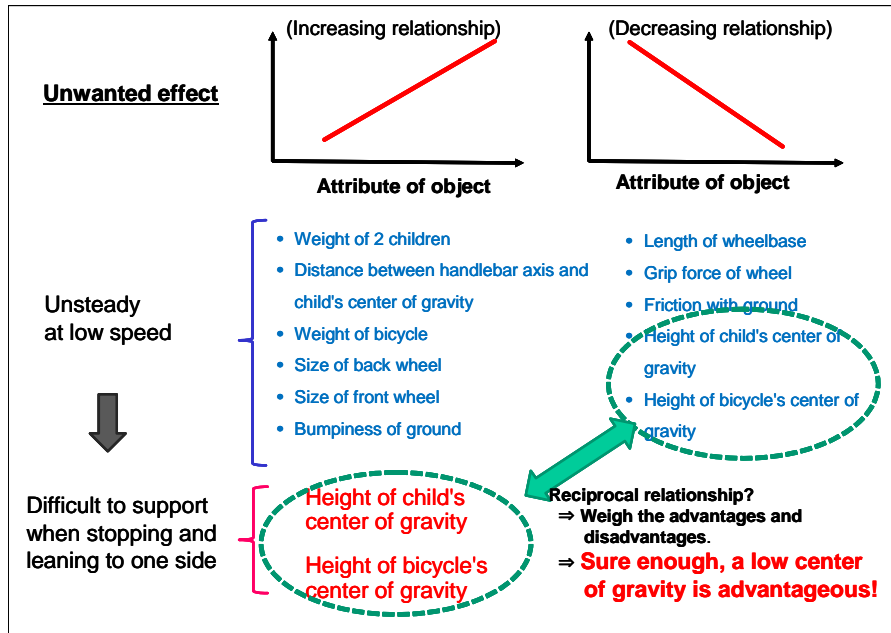 (Increasing relationship)
(Decreasing relationship)
Unwanted effect
Attribute of object
Attribute of object
Unsteady
at low speed
• Weight of 2 children
• Distance between handlebar axis and
child's center of gravity
• Weight of bicycle
• Size of back wheel
• Size of front wheel
• Bumpiness of ground
• Length of wheelbase
• Grip force of wheel
• Friction with ground
• Height of child's center of
gravity
• Height of bicycle's center of
gravity
Difficult to support
when stopping and
leaning to one side
Height of child's
center of gravity
Height of bicycle's
center of gravity
Reciprocal relationship?
⇒ Weigh the advantages and
disadvantages.
⇒ Sure enough, a low center
of gravity is advantageous!